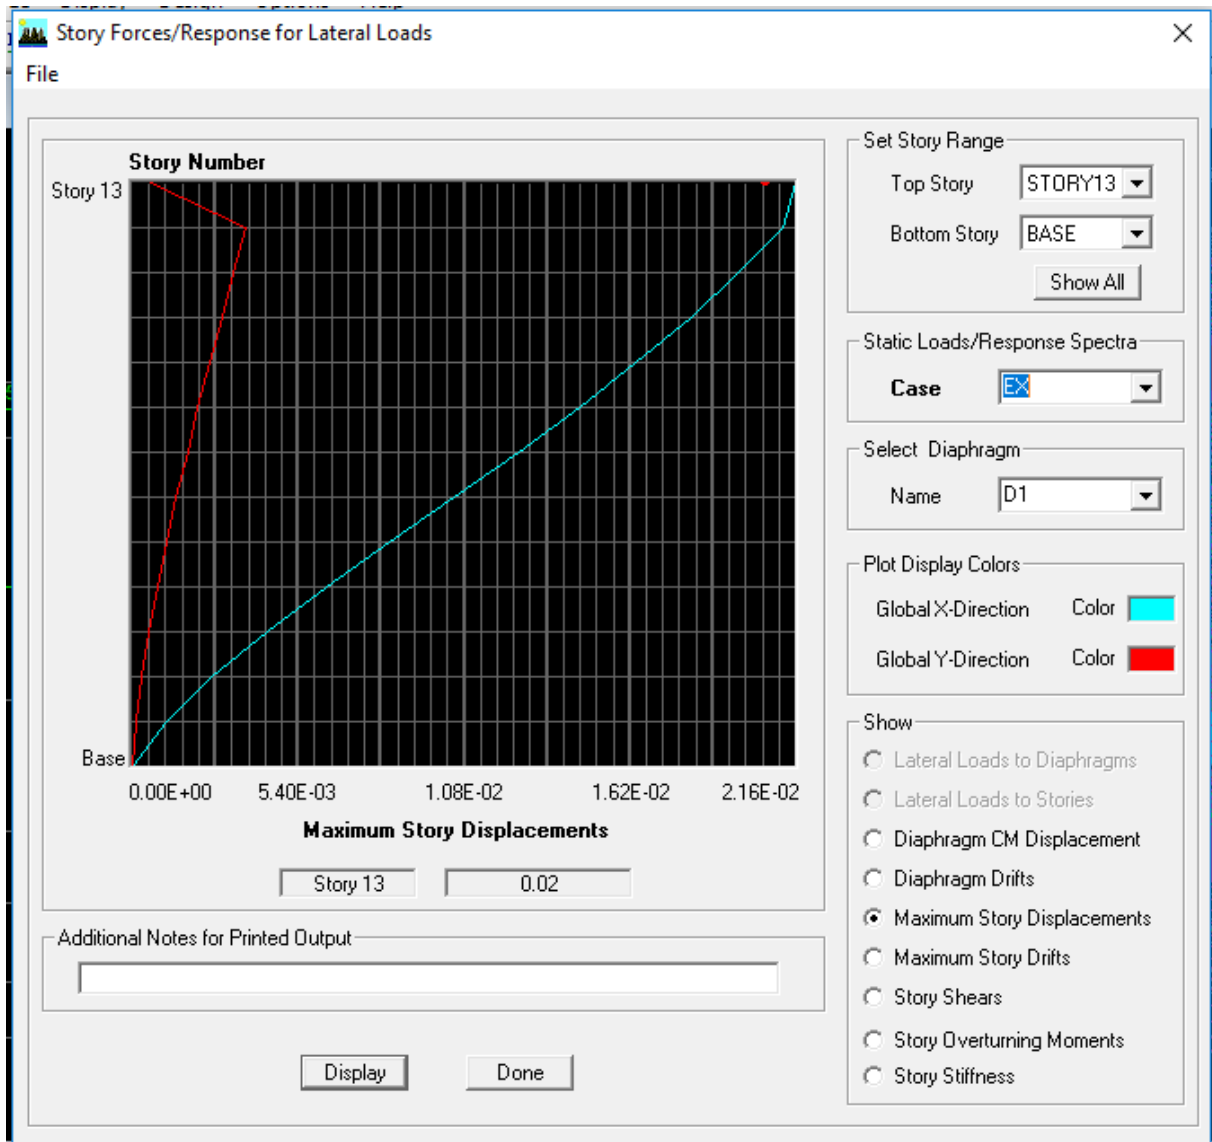 Story Forces/Response for Lateral Loads
File
Story Number
Story 13
Base
0.00E+00 5.40E-03 1.08E-02 1.62E-02 2.16E-02
Maximum Story Displacements
Story 13 0.02
Additional Notes for Printed Output
Display Done
Set Story Range
Top Story STORY13
Bottom Story BASE
Show All
Static Loads/Response Spectra
Case EX
Select Diaphragm
Name D1
Plot Display Colors
Global X-Direction Color
Global Y-Direction Color
Show
Lateral Loads to Diaphragms
Lateral Loads to Stories
Diaphragm CM Displacement
Diaphragm Drifts
Maximum Story Displacements
Maximum Story Drifts
Story Shears
Story Overturning Moments
Story Stiffness